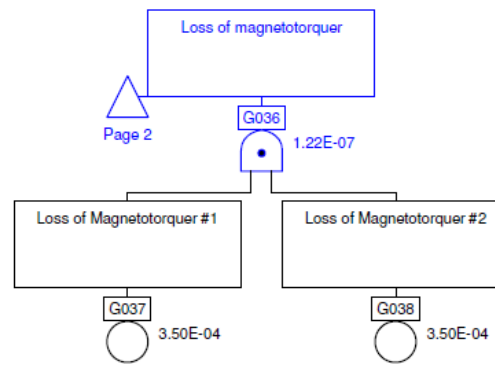 Loss of magnetotorquer
Page 2
G036
1.22E-07
Loss of Magnetotorquer #1
Loss of Magnetotorquer #2
G037
3.50E-04
G038
3.50E-04